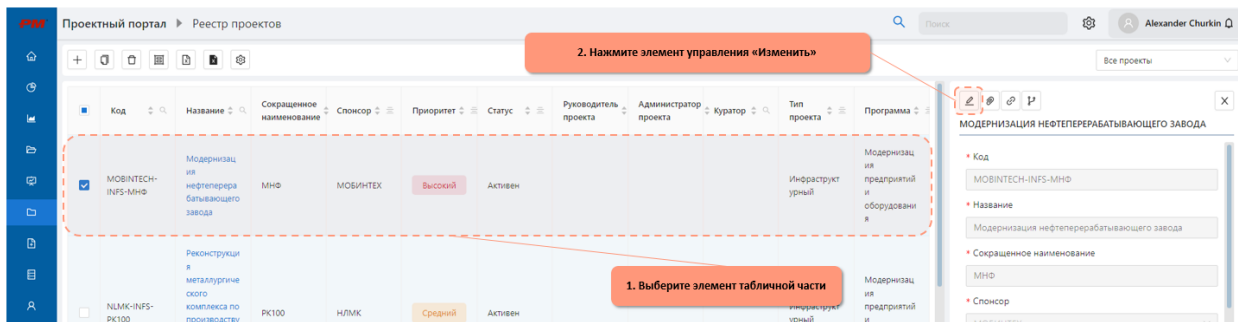 PM Проектный портал ▶ Реестр проектов Поиск Alexander Churkin
2. Нажмите элемент управления «Изменить»
Все проекты
Код Название Сокращенное наименование Спонсор Приоритет Статус Руководитель проекта Администратор проекта Куратор Тип проекта Программа
МОДЕРНИЗАЦИЯ НЕФТЕПЕРЕРАБАТЫВАЮЩЕГО ЗАВОДА
MOBINTECH-
INFS-МНФ
Модернизац
ия
нефтеперера
батывающего
завода
МНФ
МОБИНТЕХ
Высокий
Активен
Инфраструкт
урный
Модернизац
ия
предприятий
и
оборудовани
я
* Код
MOBINTECH-INFS-МНФ
* Название
Модернизация нефтеперерабатывающего завода
* Сокращенное наименование
МНФ
* Спонсор
1. Выберите элемент табличной части
NLMK-INFS-
РК100
Реконструкци
я
металлургиче
ского
комплекса по
производству
РК100
НЛМК
Средний
Активен
Инфраструкт
урный
Модернизац
ия
предприятий
и